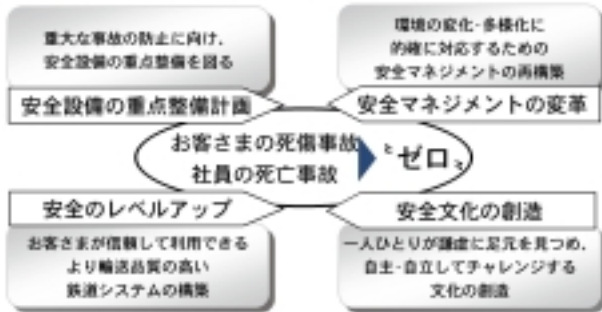 重大な事故の防止に向け、
安全設備の重点整備を図る
環境の変化・多様化に
的確に対応するための
安全マネジメントの再構築
安全設備の重点整備計画
安全マネジメントの変革
お客さまの死傷事故
社員の死亡事故
〝ゼロ〟
安全のレベルアップ
安全文化の創造
お客さまが信頼して利用できる
より輸送品質の高い
鉄道システムの構築
一人ひとりが謙虚に足元を見つめ、
自主・自立してチャレンジする
文化の創造